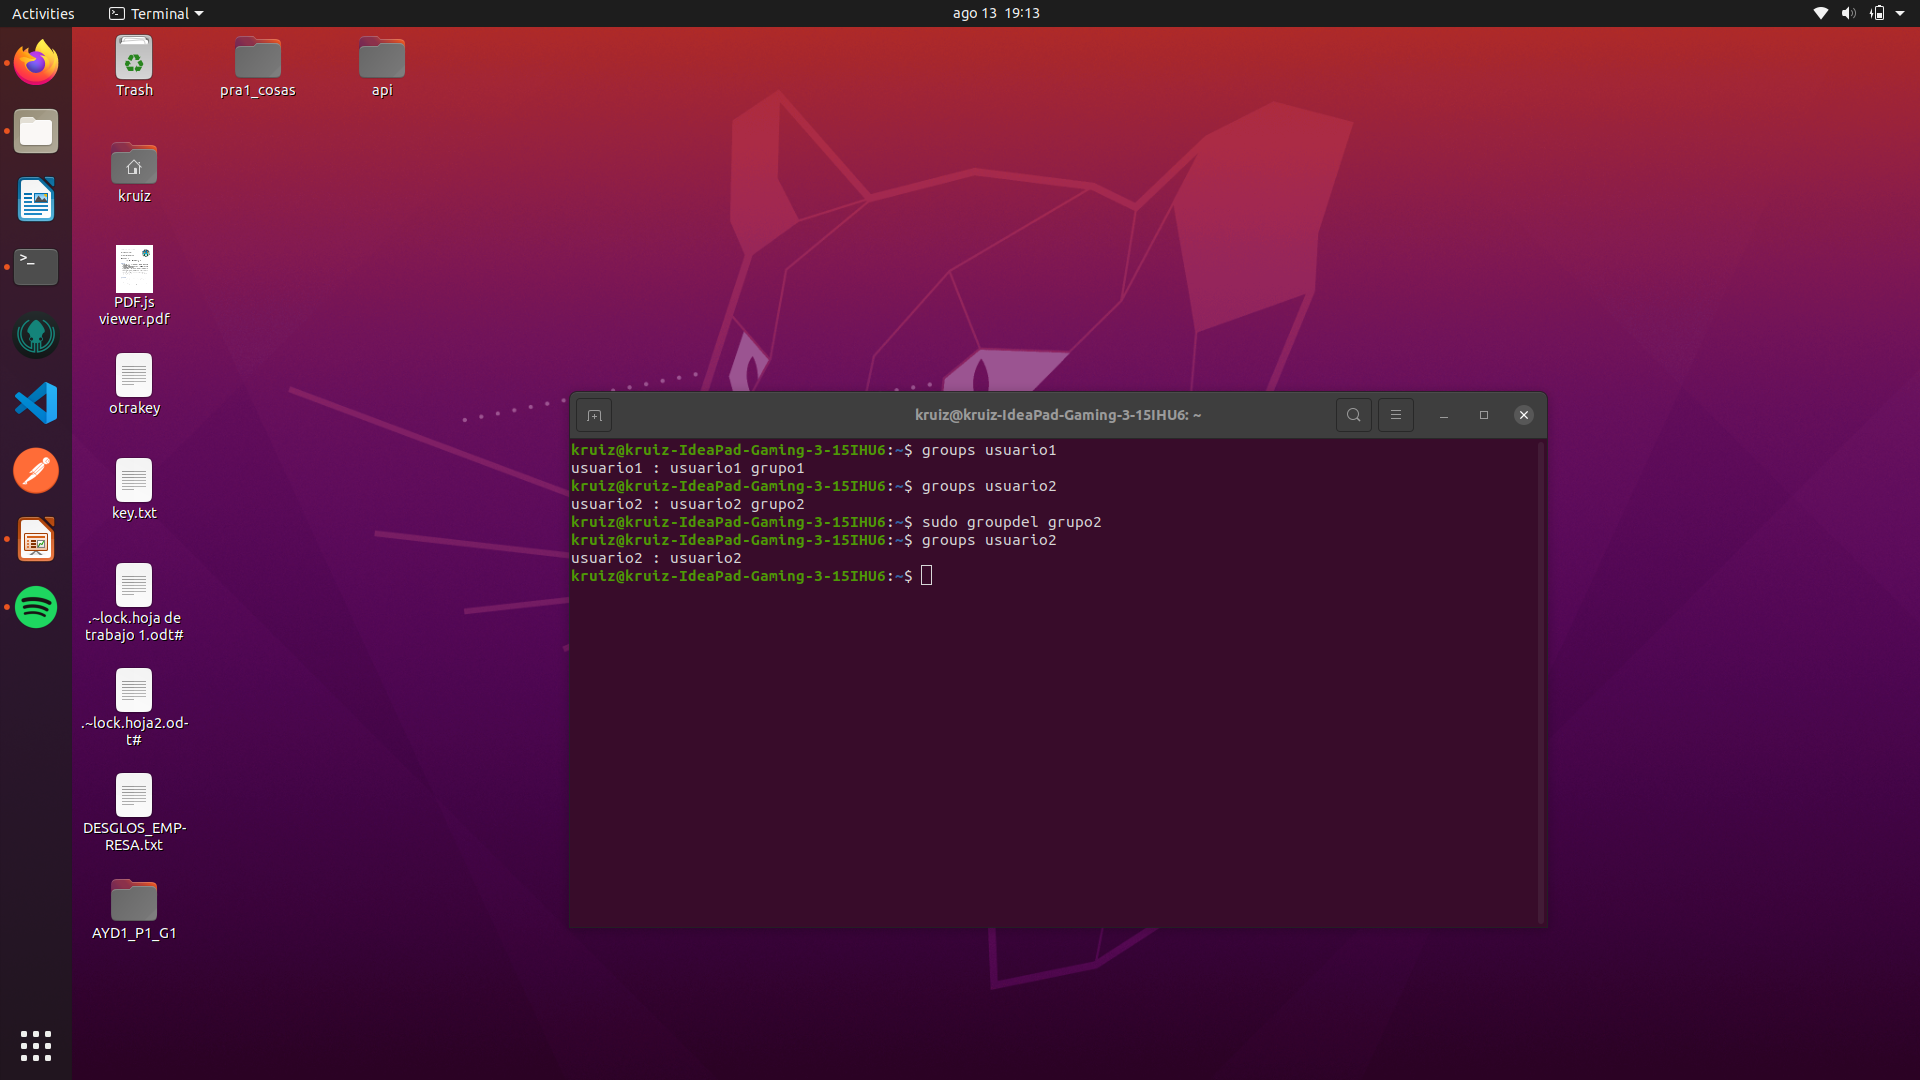 Activities
Terminal
ago 13 19:13
Trash
pra1_cosas
api
kruiz
PDF.js
viewer.pdf
otrakey
key.txt
.~lock.hoja de
trabajo 1.odt#
.~lock.hoja2.od-
t#
DESGLOS_EMP-
RESA.txt
AYD1_P1_G1
kruiz@kruiz-IdeaPad-Gaming-3-15IHU6: ~
kruiz@kruiz-IdeaPad-Gaming-3-15IHU6:~$ groups usuario1
usuario1 : usuario1 grupo1
kruiz@kruiz-IdeaPad-Gaming-3-15IHU6:~$ groups usuario2
usuario2 : usuario2 grupo2
kruiz@kruiz-IdeaPad-Gaming-3-15IHU6:~$ sudo groupdel grupo2
kruiz@kruiz-IdeaPad-Gaming-3-15IHU6:~$ groups usuario2
usuario2 : usuario2
kruiz@kruiz-IdeaPad-Gaming-3-15IHU6:~$